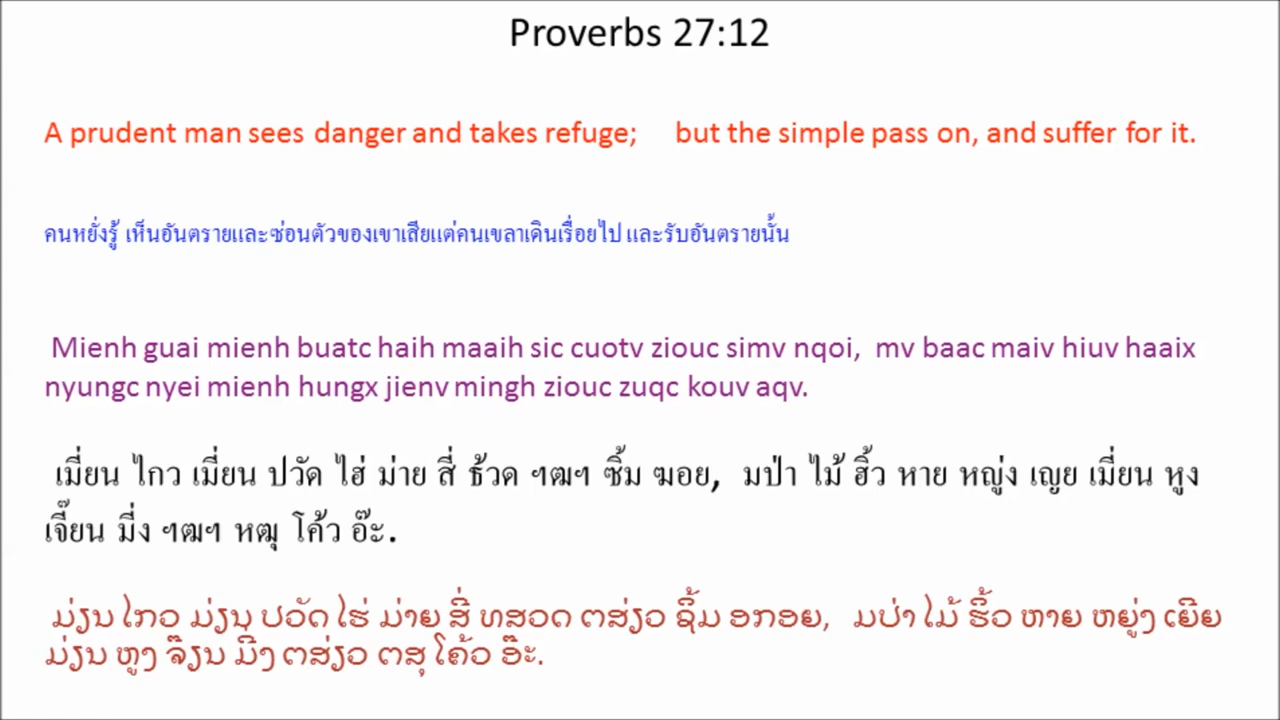 Proverbs 27:12
A prudent man sees danger and takes refuge; but the simple pass on, and suffer for it.
คนหยั่งรู้ เห็นอันตรายและซ่อนตัวของเขาเสียแต่คนเขลาเดินเรื่อยไป และรับอันตรายนั้น
Mienh guai mienh buatc haih maaih sic cuotv ziouc simv nqoi, mv baac maiv hiuv haaix
nyungc nyei mienh hungx jienv mingh ziouc zuqc kouv aqv.
เมี่ยน ไกว เมี่ยน ปวัด ไฮ่ ม่าย สี่ ธ้วด ฯฒฯ ซิ้ม ฆอย, มป่า ไม้ ฮิ้ว หาย หญู่ง เญย เมี่ยน หูง
เจี๊ยน มี่ง ฯฒฯ หฒุ โค้ว อ๊ะ.
ມ່ຽນ ໄກວ ມ່ຽນ ປວັດ ໄຮ່ ມ່າຍ ສີ່ ທສວດ ຕສ່ຽວ ຊິ້ມ ອກອຍ, ມປ່າ ໄມ້ ຮິ້ວ ຫາຍ ຫຍູ່ງ ເຍີຍ
ມ່ຽນ ຫູງ ຈ໊ຽນ ມີ່ງ ຕສ່ຽວ ຕສຸ ໂຄ້ວ ອ໊ະ.